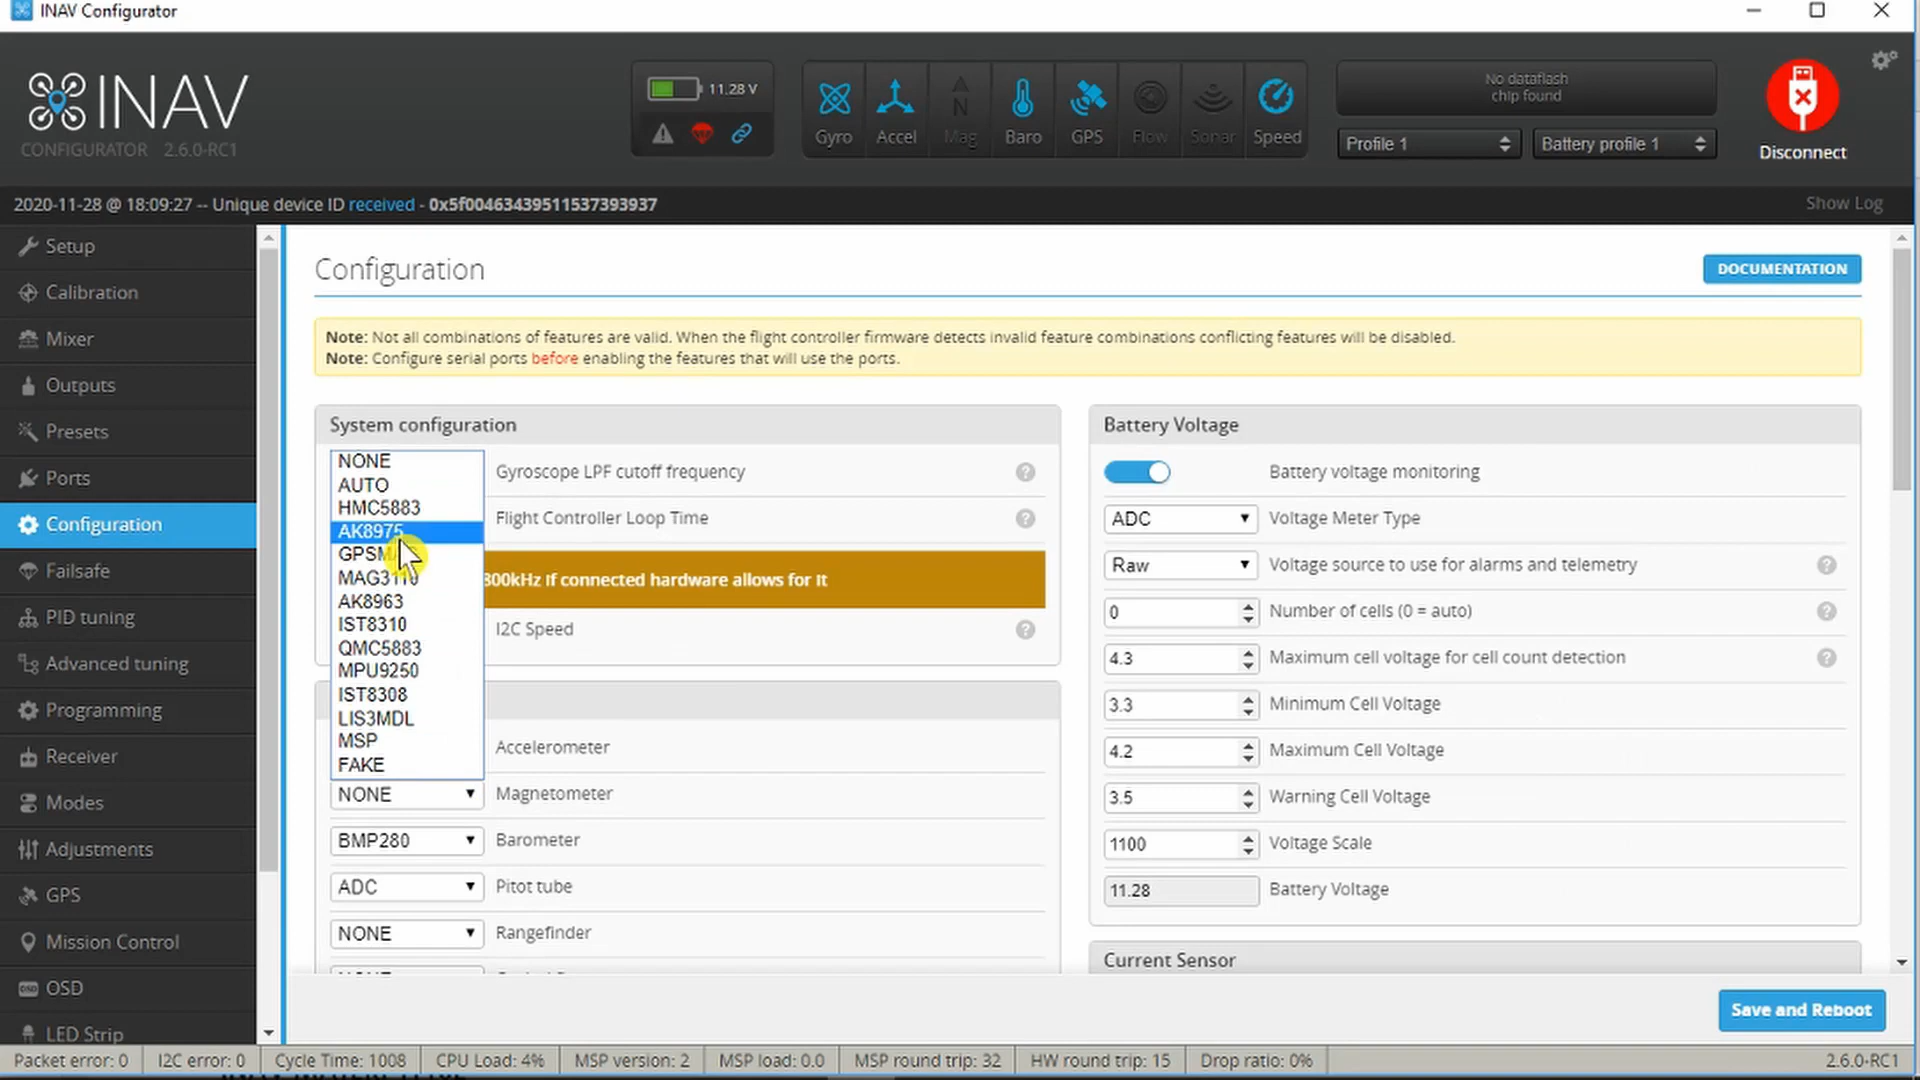 INAV Configurator
INAV
CONFIGURATOR 2.6.0-RC1
11.28 V
Gyro
Accel
Mag
Baro
GPS
Flow
Sonar
Speed
No dataflash
chip found
Profile 1
Battery profile 1
Disconnect
2020-11-28 @ 18:09:27 -- Unique device ID received - 0x5f00463439511537393937
Show Log
Setup
Calibration
Mixer
Outputs
Presets
Ports
Configuration
Failsafe
PID tuning
Advanced tuning
Programming
Receiver
Modes
Adjustments
GPS
Mission Control
OSD
LED Strip
Configuration
DOCUMENTATION
Note: Not all combinations of features are valid. When the flight controller firmware detects invalid feature combinations conflicting features will be disabled.
Note: Configure serial ports before enabling the features that will use the ports.
System configuration
NONE
AUTO
HMC5883
AK8975
MAG3110
AK8963
IST8310
QMC5883
MPU9250
IST8308
LIS3MDL
MSP
FAKE
Gyroscope LPF cutoff frequency
Flight Controller Loop Time
800kHz if connected hardware allows for it
I2C Speed
Accelerometer
NONE Magnetometer
BMP280 Barometer
ADC Pitot tube
NONE Rangefinder
Battery Voltage
Battery voltage monitoring
ADC Voltage Meter Type
Raw Voltage source to use for alarms and telemetry
0 Number of cells (0 = auto)
4.3 Maximum cell voltage for cell count detection
3.3 Minimum Cell Voltage
4.2 Maximum Cell Voltage
3.5 Warning Cell Voltage
1100 Voltage Scale
11.28 Battery Voltage
Current Sensor
Save and Reboot
Packet error: 0
I2C error: 0
Cycle Time: 1008
CPU Load: 4%
MSP version: 2
MSP load: 0.0
MSP round trip: 32
HW round trip: 15
Drop ratio: 0%
2.6.0-RC1